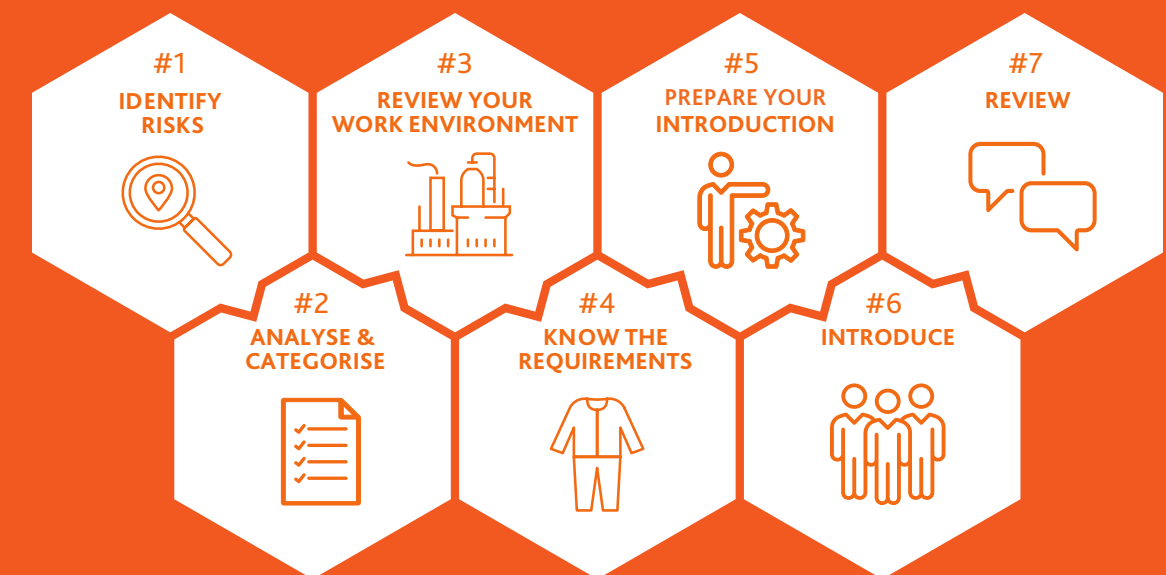 #1
IDENTIFY
RISKS
#2
ANALYSE &
CATEGORISE
#3
REVIEW YOUR
WORK ENVIRONMENT
#4
KNOW THE
REQUIREMENTS
#5
PREPARE YOUR
INTRODUCTION
#6
INTRODUCE
#7
REVIEW